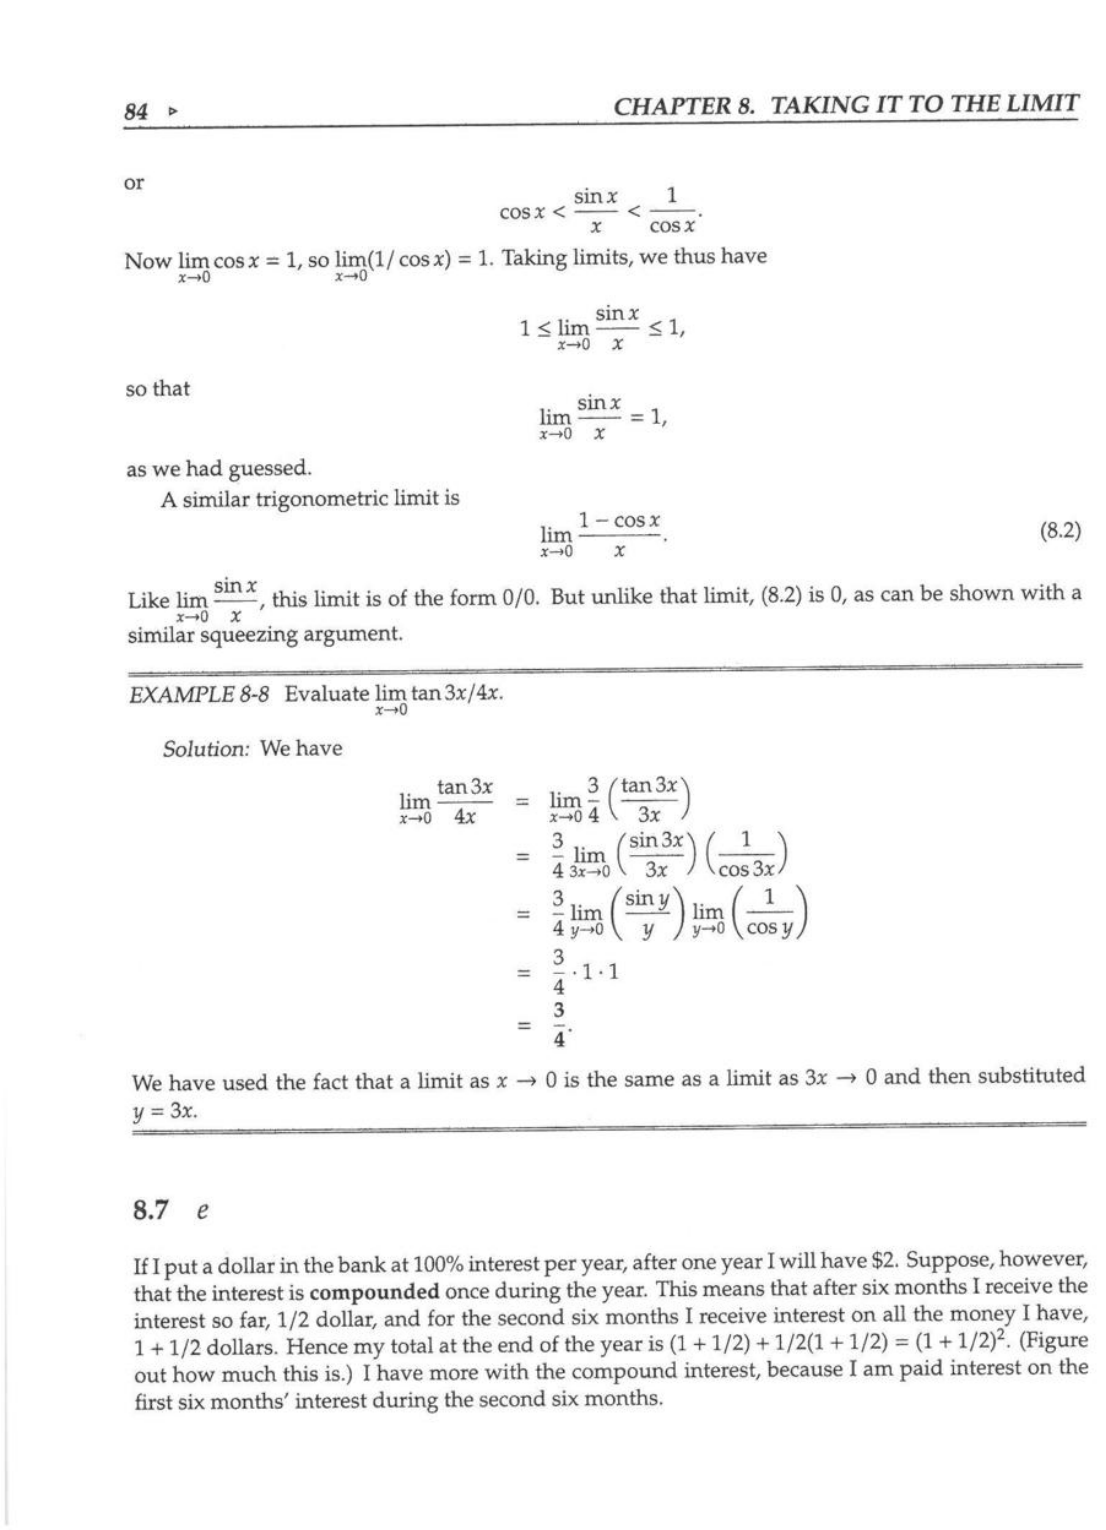 84 ▹ CHAPTER 8. TAKING IT TO THE LIMIT
or
cos x < sin x / x < 1 / cos x.
Now lim x→0 cos x = 1, so lim x→0 (1/ cos x) = 1. Taking limits, we thus have
1 ≤ lim x→0 sin x / x ≤ 1,
so that
lim x→0 sin x / x = 1,
as we had guessed.
A similar trigonometric limit is
lim x→0 1 − cos x / x. (8.2)
Like lim x→0 sin x / x, this limit is of the form 0/0. But unlike that limit, (8.2) is 0, as can be shown with a
similar squeezing argument.
EXAMPLE 8-8 Evaluate lim x→0 tan 3x/4x.
Solution: We have
lim x→0 tan 3x / 4x = lim x→0 3/4 (tan 3x / 3x)
= 3/4 lim 3x→0 (sin 3x / 3x) (1 / cos 3x)
= 3/4 lim y→0 (sin y / y) lim y→0 (1 / cos y)
= 3/4 · 1 · 1
= 3/4.
We have used the fact that a limit as x → 0 is the same as a limit as 3x → 0 and then substituted
y = 3x.
8.7 e
If I put a dollar in the bank at 100% interest per year, after one year I will have $2. Suppose, however,
that the interest is compounded once during the year. This means that after six months I receive the
interest so far, 1/2 dollar, and for the second six months I receive interest on all the money I have,
1 + 1/2 dollars. Hence my total at the end of the year is (1 + 1/2) + 1/2(1 + 1/2) = (1 + 1/2)². (Figure
out how much this is.) I have more with the compound interest, because I am paid interest on the
first six months' interest during the second six months.